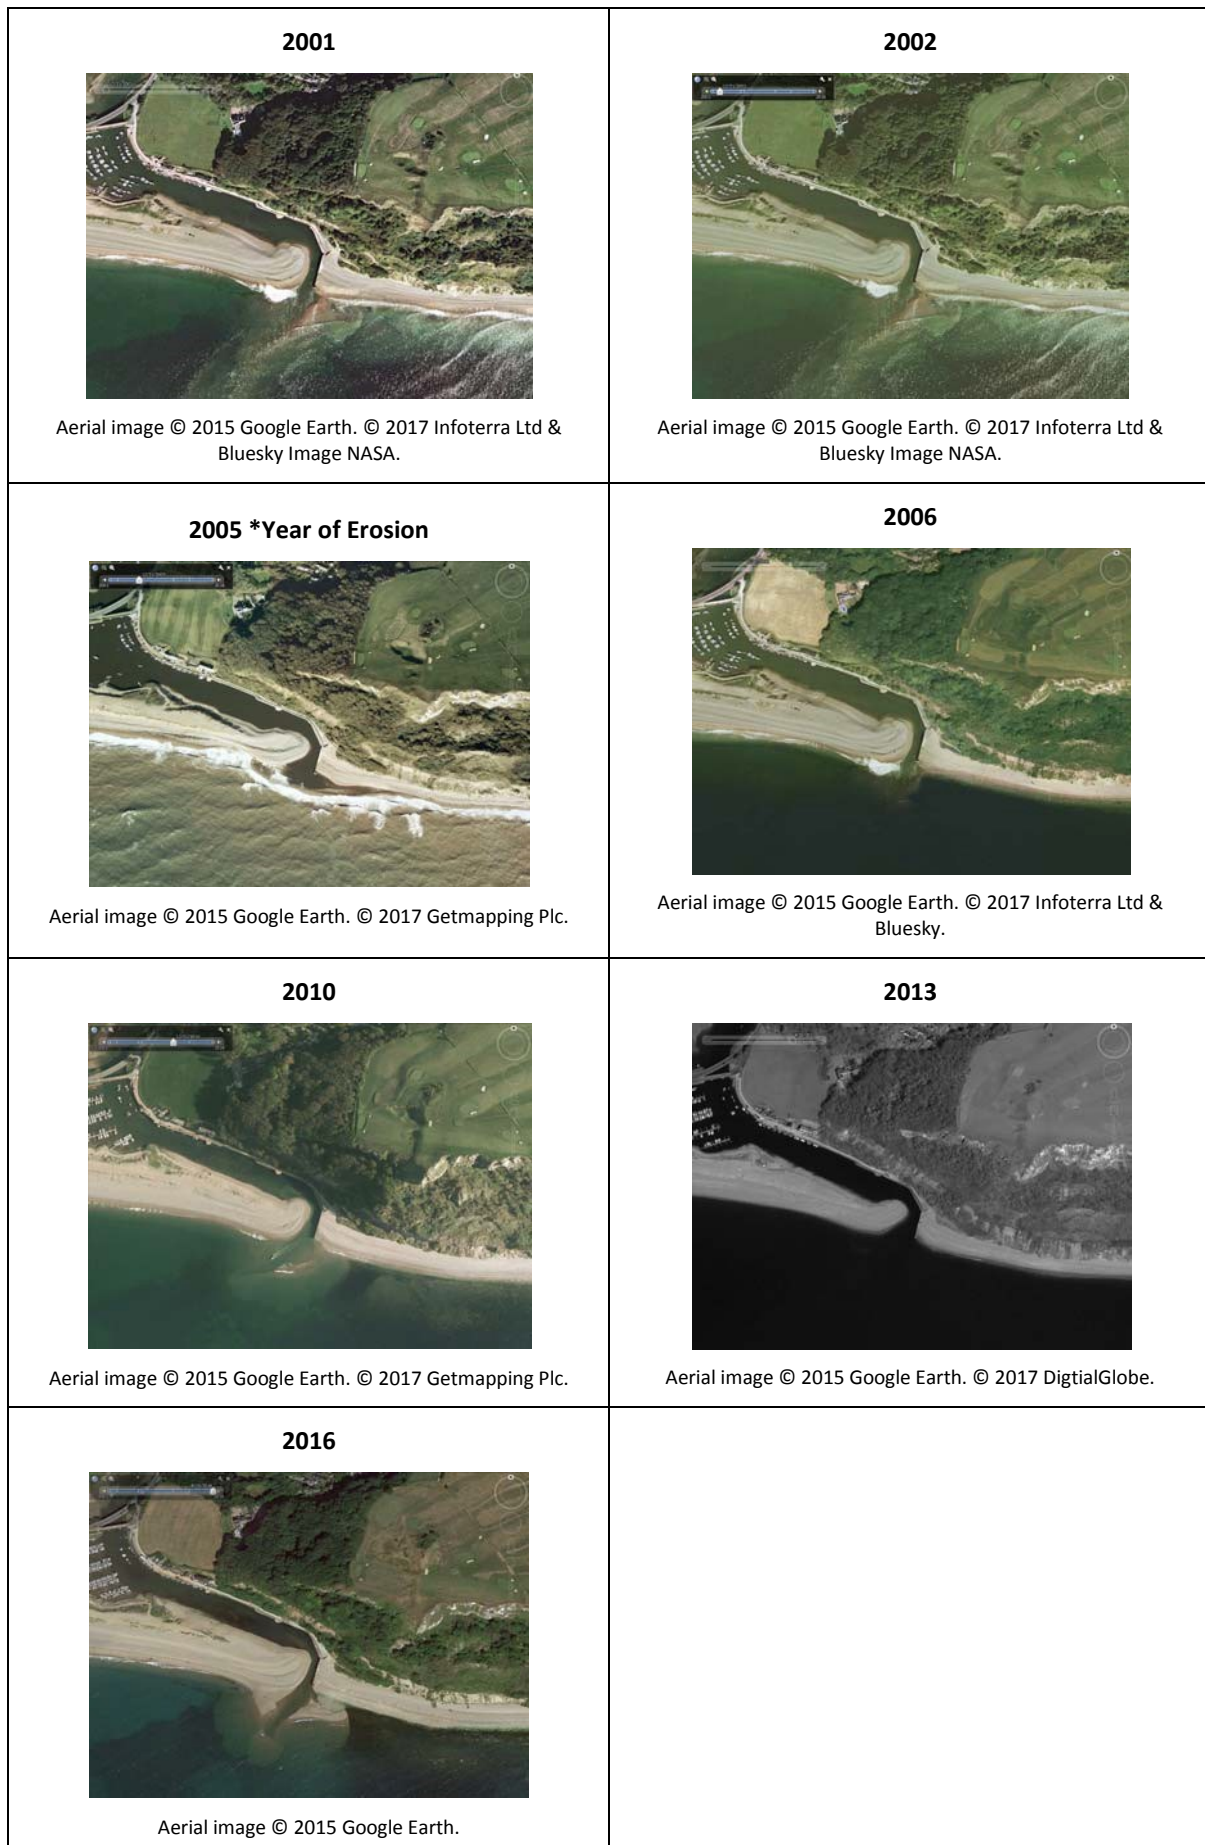 2001
2002
Aerial image © 2015 Google Earth. © 2017 Infoterra Ltd &
Bluesky Image NASA.
Aerial image © 2015 Google Earth. © 2017 Infoterra Ltd &
Bluesky Image NASA.
2005 *Year of Erosion
2006
Aerial image © 2015 Google Earth. © 2017 Getmapping Plc.
Aerial image © 2015 Google Earth. © 2017 Infoterra Ltd &
Bluesky.
2010
2013
Aerial image © 2015 Google Earth. © 2017 Getmapping Plc.
Aerial image © 2015 Google Earth. © 2017 DigtialGlobe.
2016
Aerial image © 2015 Google Earth.